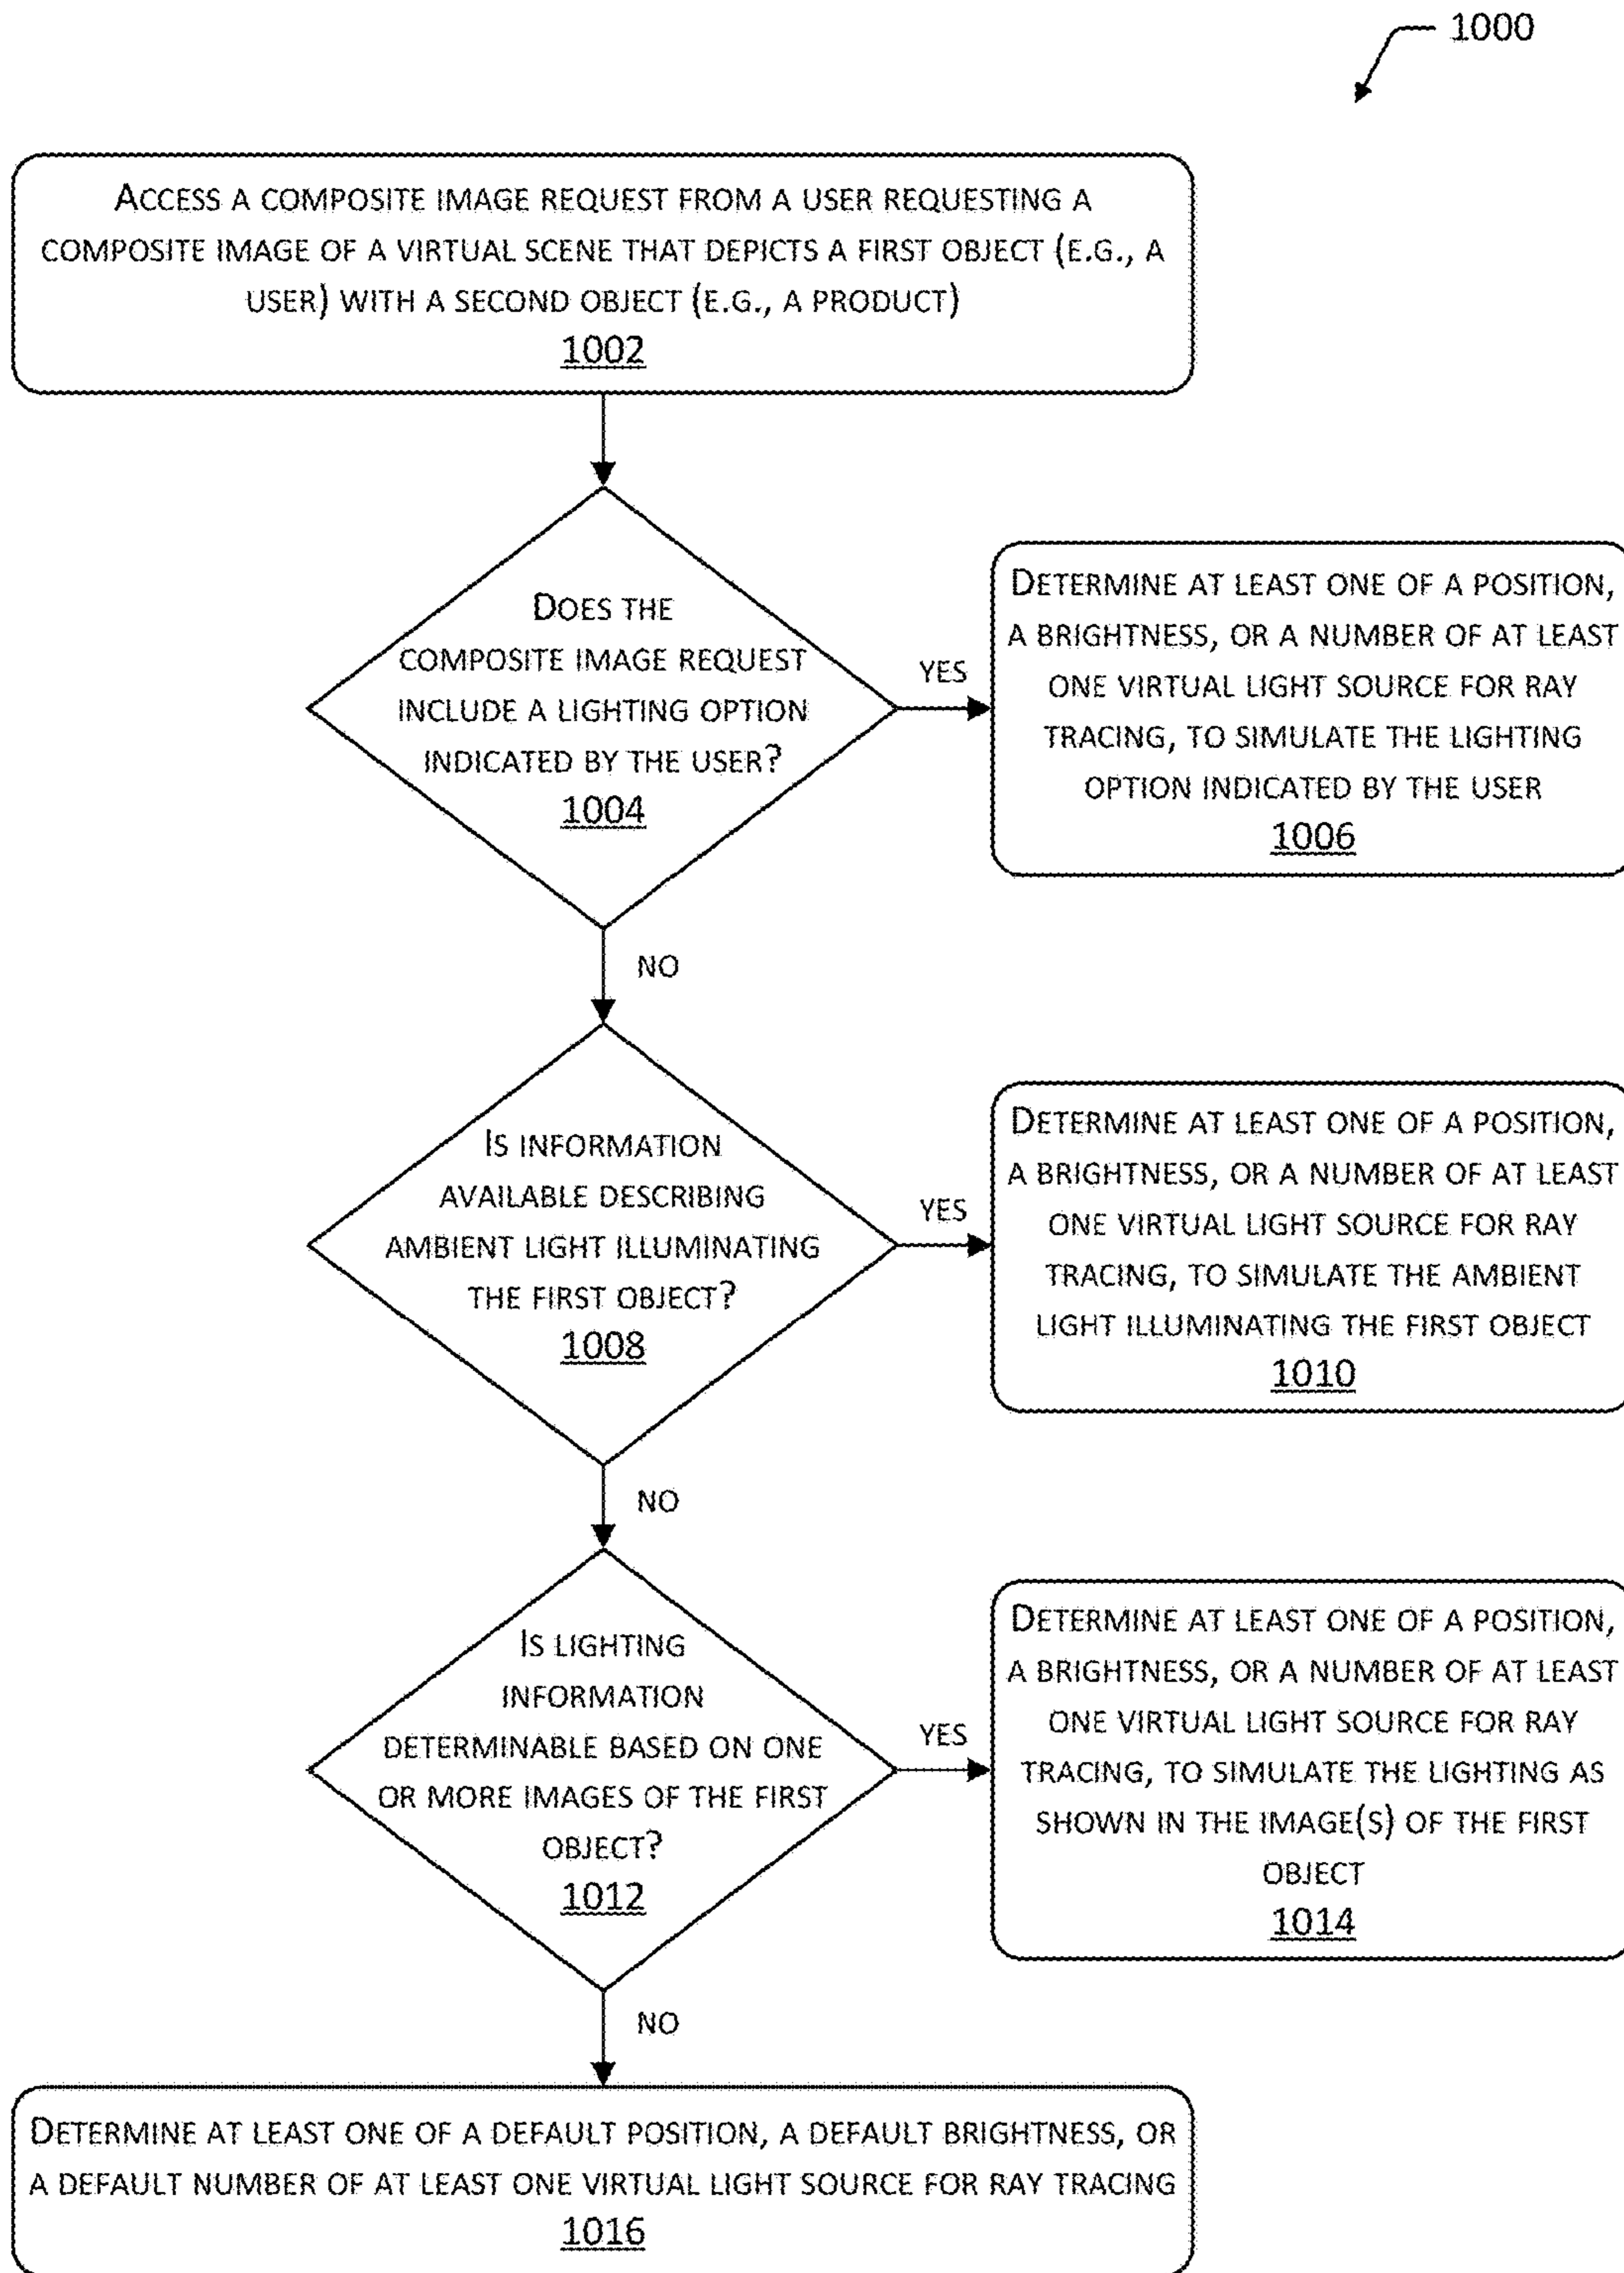 1000
ACCESS A COMPOSITE IMAGE REQUEST FROM A USER REQUESTING A
COMPOSITE IMAGE OF A VIRTUAL SCENE THAT DEPICTS A FIRST OBJECT (E.G., A
USER) WITH A SECOND OBJECT (E.G., A PRODUCT)
1002
DOES THE
COMPOSITE IMAGE REQUEST
INCLUDE A LIGHTING OPTION
INDICATED BY THE USER?
1004
YES
DETERMINE AT LEAST ONE OF A POSITION,
A BRIGHTNESS, OR A NUMBER OF AT LEAST
ONE VIRTUAL LIGHT SOURCE FOR RAY
TRACING, TO SIMULATE THE LIGHTING
OPTION INDICATED BY THE USER
1006
NO
IS INFORMATION
AVAILABLE DESCRIBING
AMBIENT LIGHT ILLUMINATING
THE FIRST OBJECT?
1008
YES
DETERMINE AT LEAST ONE OF A POSITION,
A BRIGHTNESS, OR A NUMBER OF AT LEAST
ONE VIRTUAL LIGHT SOURCE FOR RAY
TRACING, TO SIMULATE THE AMBIENT
LIGHT ILLUMINATING THE FIRST OBJECT
1010
NO
IS LIGHTING
INFORMATION
DETERMINABLE BASED ON ONE
OR MORE IMAGES OF THE FIRST
OBJECT?
1012
YES
DETERMINE AT LEAST ONE OF A POSITION,
A BRIGHTNESS, OR A NUMBER OF AT LEAST
ONE VIRTUAL LIGHT SOURCE FOR RAY
TRACING, TO SIMULATE THE LIGHTING AS
SHOWN IN THE IMAGE(S) OF THE FIRST
OBJECT
1014
NO
DETERMINE AT LEAST ONE OF A DEFAULT POSITION, A DEFAULT BRIGHTNESS, OR
A DEFAULT NUMBER OF AT LEAST ONE VIRTUAL LIGHT SOURCE FOR RAY TRACING
1016